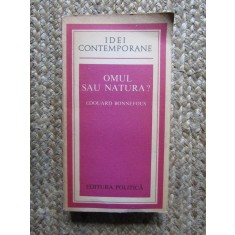 IDEI
CONTEMPORANE
OMUL
SAU NATURA?
EDOUARD BONNEFOUS
EDITURA POLITICĂ